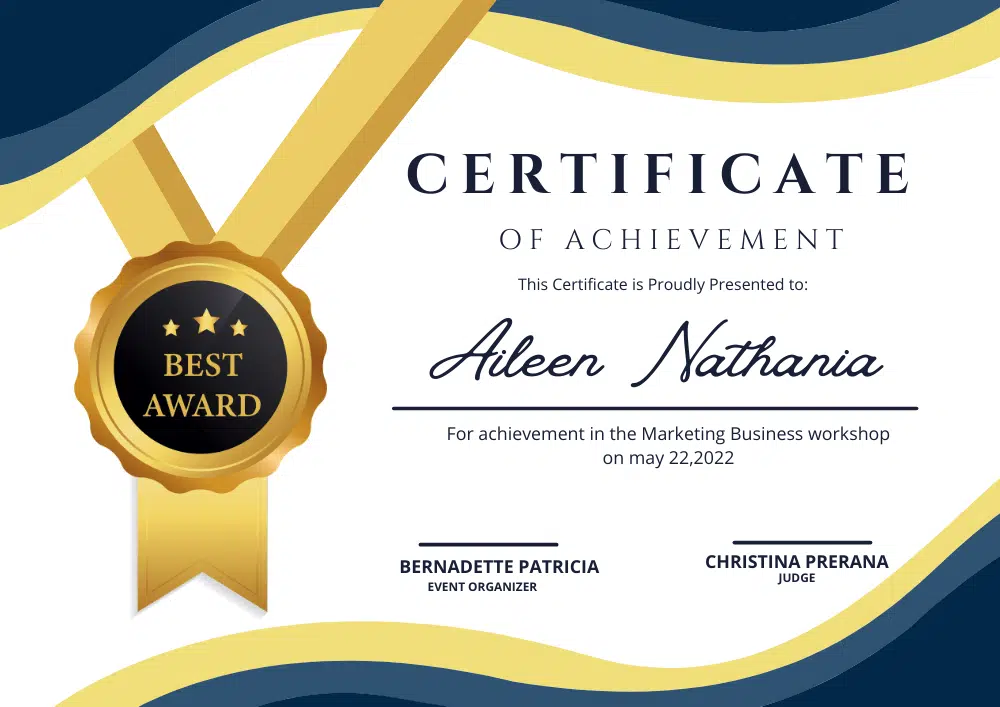 CERTIFICATE
OF ACHIEVEMENT
This Certificate is Proudly Presented to:
Aileen Nathania
For achievement in the Marketing Business workshop
on may 22,2022
BEST
AWARD
BERNADETTE PATRICIA
EVENT ORGANIZER
CHRISTINA PRERANA
JUDGE